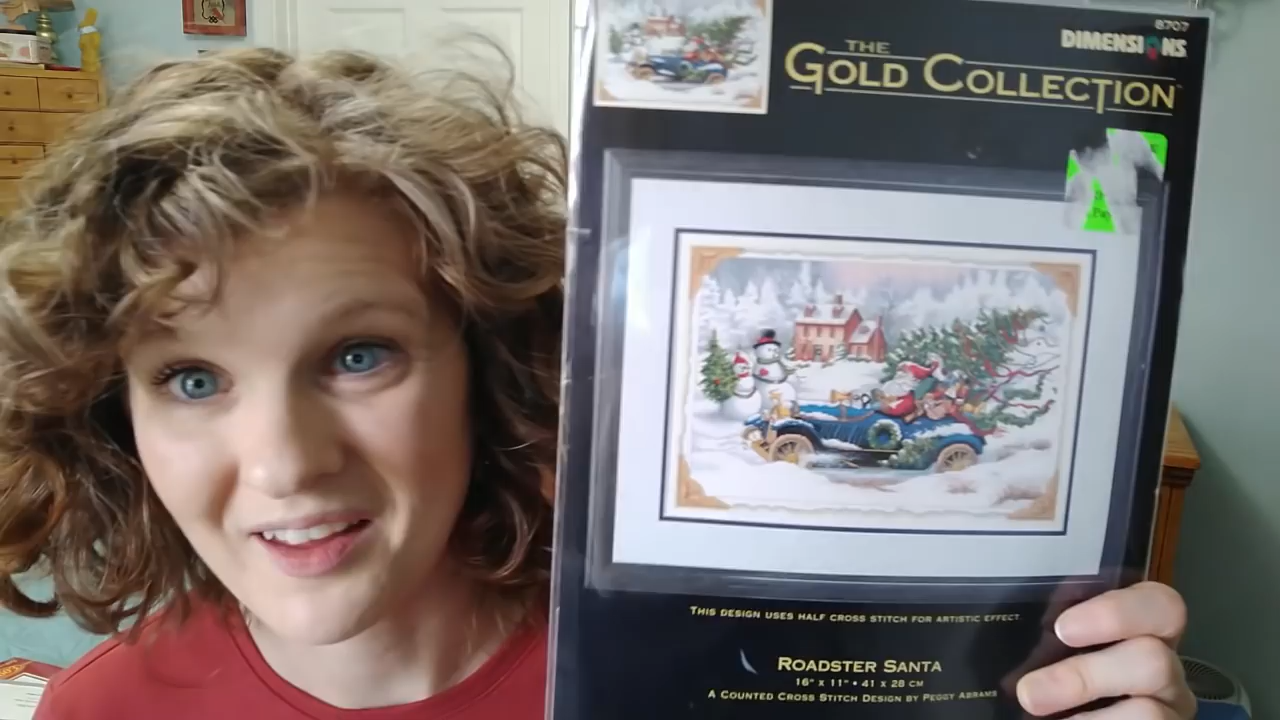 8707
DIMENSIONS
THE
GOLD COLLECTION
THIS DESIGN USES HALF CROSS STITCH FOR ARTISTIC EFFECT
ROADSTER SANTA
16" X 11" • 41 X 28 CM
A COUNTED CROSS STITCH DESIGN BY PEGGY ABRAMS